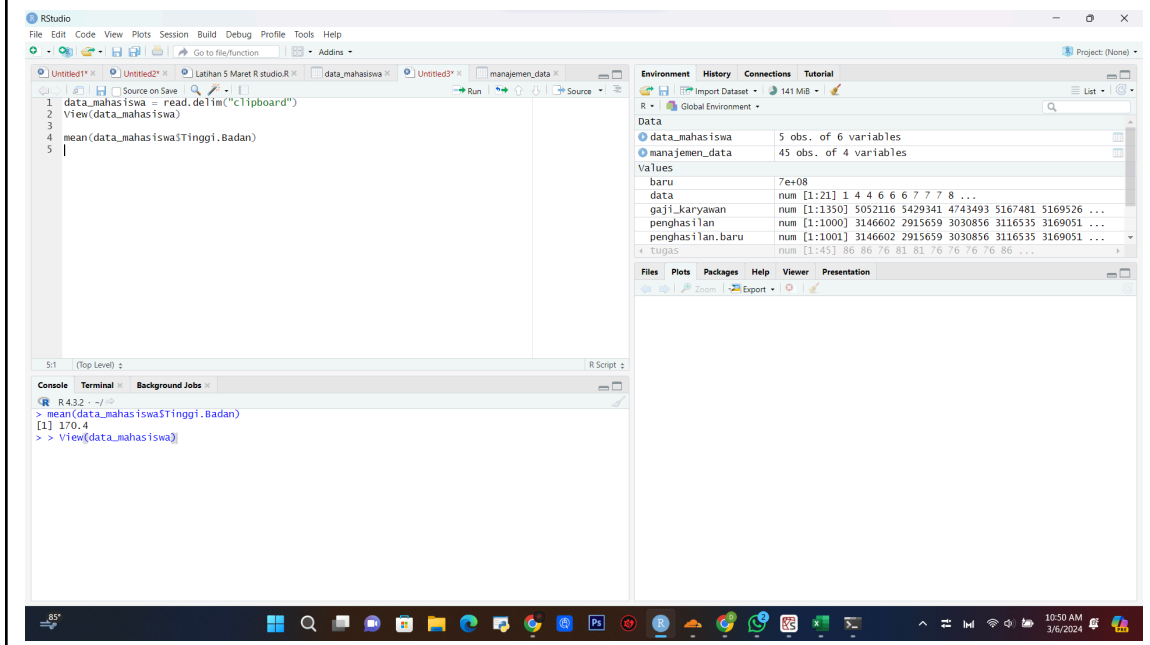 RStudio
File Edit Code View Plots Session Build Debug Profile Tools Help
Go to file/function Addins Project: (None)
Untitled1* Untitled2* Latihan 5 Maret R studio.R data_mahasiswa Untitled3* manajemen_data
Source on Save Run Source
1 data_mahasiswa = read.delim("clipboard")
2 View(data_mahasiswa)
3
4 mean(data_mahasiswa$Tinggi.Badan)
5
5:1 (Top Level) R Script
Console Terminal Background Jobs
R 4.3.2 · ~/
> mean(data_mahasiswa$Tinggi.Badan)
[1] 170.4
> > View(data_mahasiswa)
Environment History Connections Tutorial
Import Dataset 141 MiB List
R Global Environment
Data
data_mahasiswa 5 obs. of 6 variables
manajemen_data 45 obs. of 4 variables
Values
baru 7e+08
data num [1:21] 1 4 4 6 6 6 7 7 7 8 ...
gaji_karyawan num [1:1350] 5052116 5429341 4743493 5167481 5169526 ...
penghasilan num [1:1000] 3146602 2915659 3030856 3116535 3169051 ...
penghasilan.baru num [1:1001] 3146602 2915659 3030856 3116535 3169051 ...
tugas num [1:45] 86 86 76 81 81 76 76 76 76 86 ...
Files Plots Packages Help Viewer Presentation
Zoom Export
85°
Ps
10:50 AM
3/6/2024